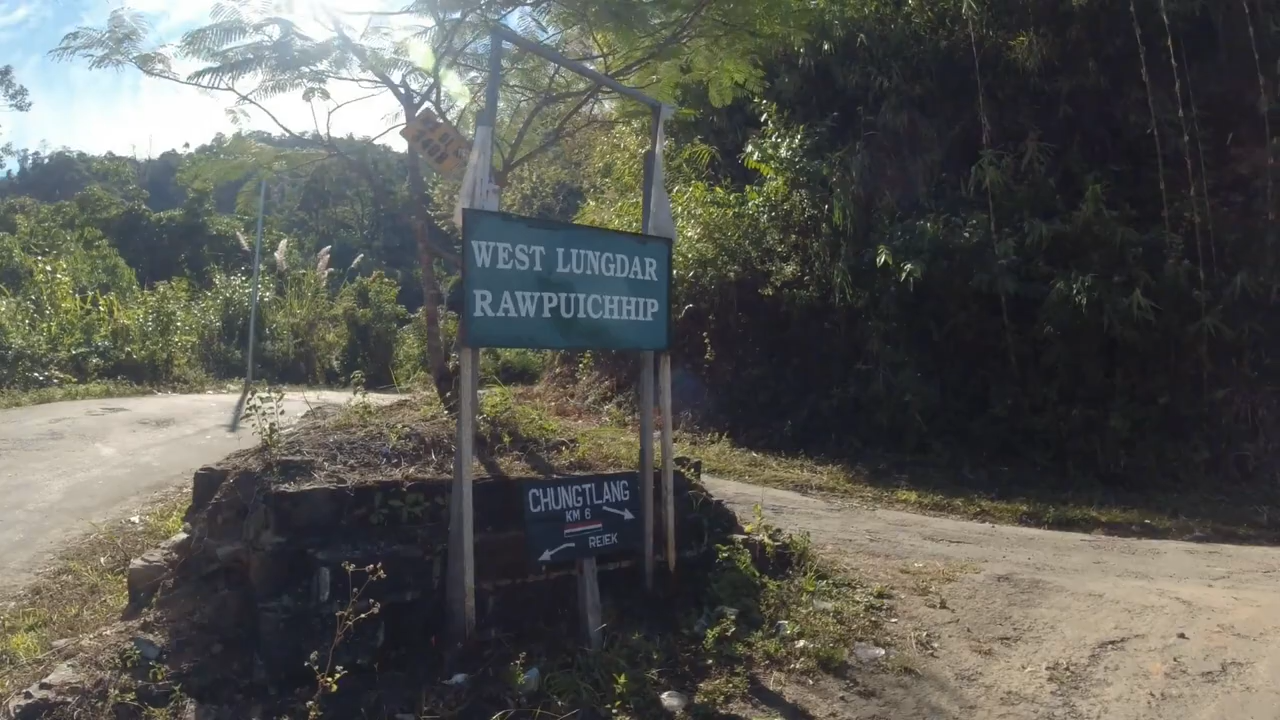 WEST LUNGDAR
RAWPUICHHIP
CHUNGTLANG
KM 6
REIEK